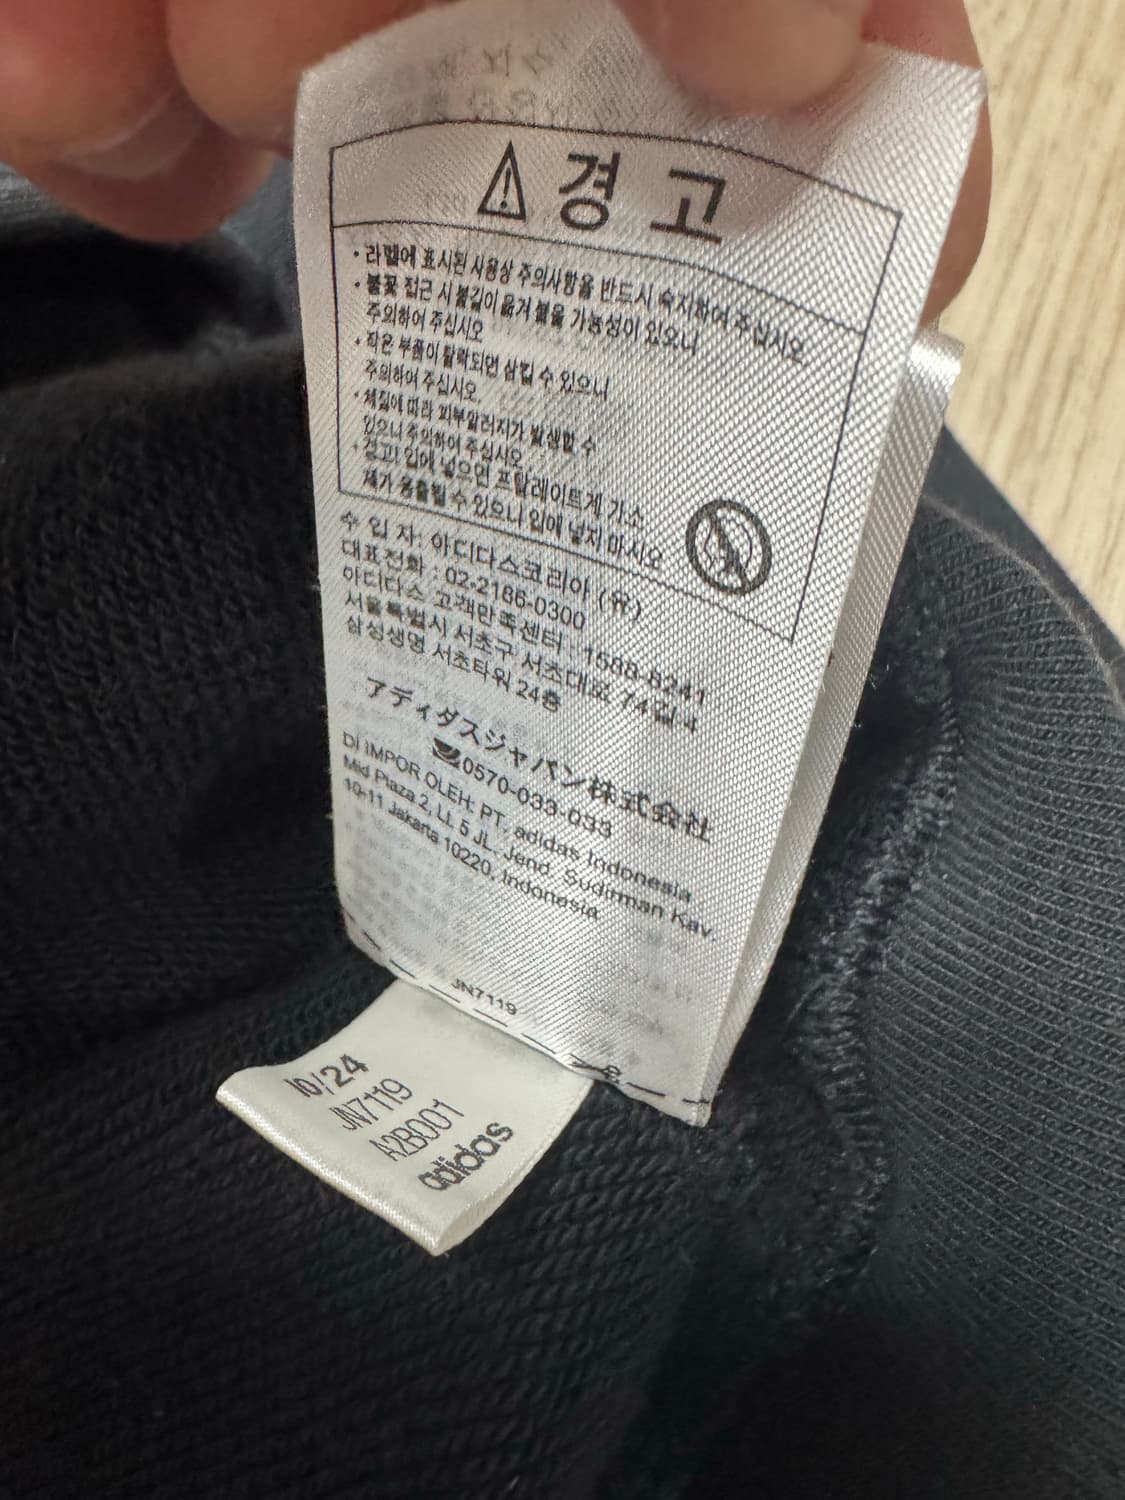 경고
• 라벨에 표시된 사용상 주의사항을 반드시 숙지하여 주십시오
• 불꽃 접근 시 불길이 옮겨 붙을 가능성이 있으니
주의하여 주십시오
• 작은 부품이 탈락되면 삼킬 수 있으니
주의하여 주십시오.
• 체질에 따라 피부알러지가 발생할 수
있으니 주의하여 주십시오
• 경고! 입에 넣으면 프탈레이트계 가소
제가 용출될 수 있으니 입에 넣지 마시오
수 입 자: 아디다스코리아 (유)
대표전화 : 02-2186-0300
아디다스 고객만족센터 : 1588-8241
서울특별시 서초구 서초대로 74길 4
삼성생명 서초타워 24층
アディダスジャパン株式会社
0570-033-033
DI IMPOR OLEH: PT. adidas Indonesia
Mid Plaza 2, Lt. 5 JL. Jend. Sudirman Kav.
10-11 Jakarta 10220, Indonesia
JN7119
10/24
JN7119
A2B001
adidas